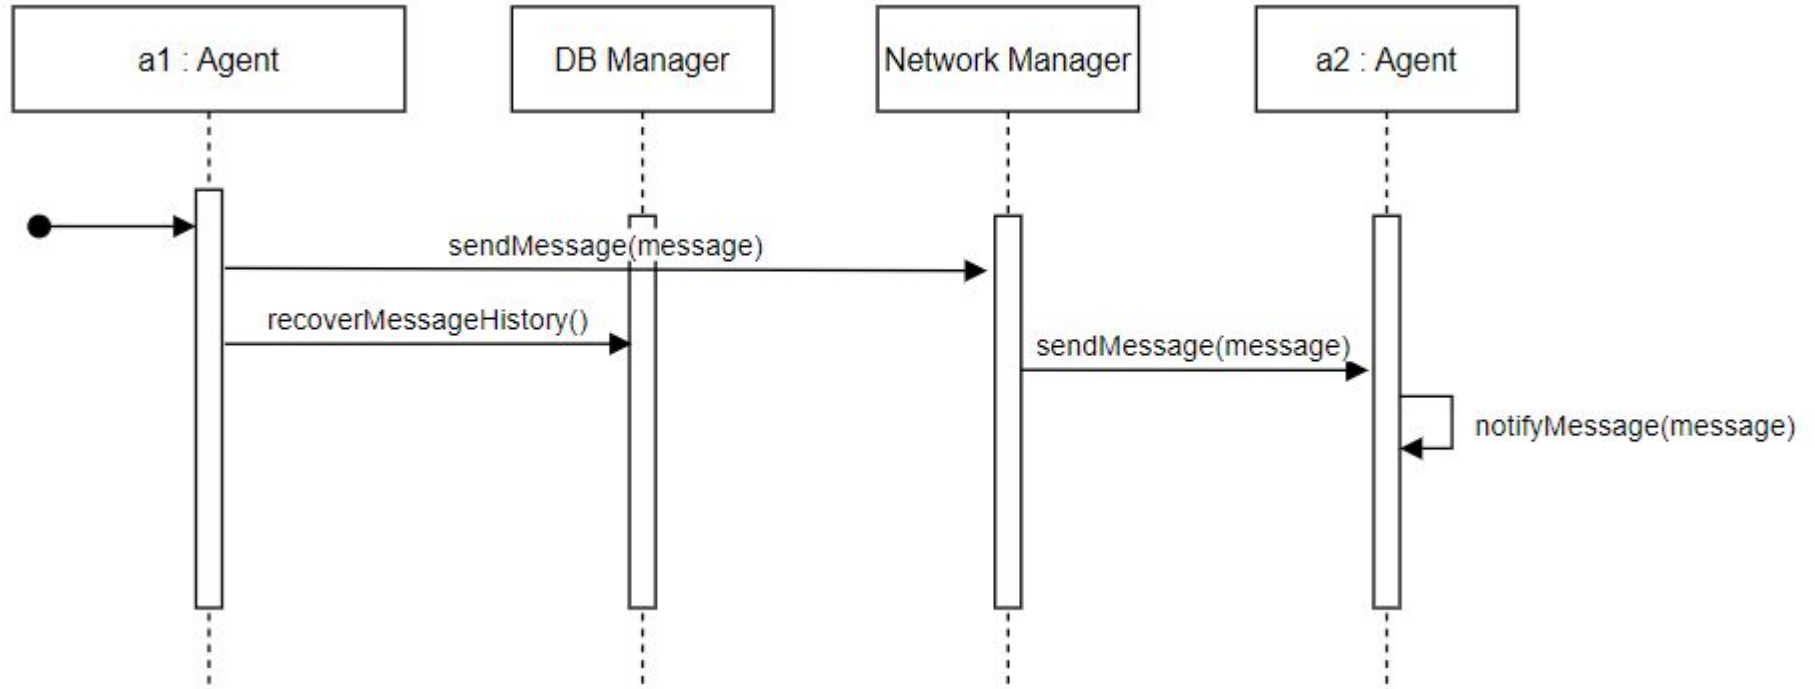 a1 : Agent
DB Manager
Network Manager
a2 : Agent
sendMessage(message)
recoverMessageHistory()
sendMessage(message)
notifyMessage(message)